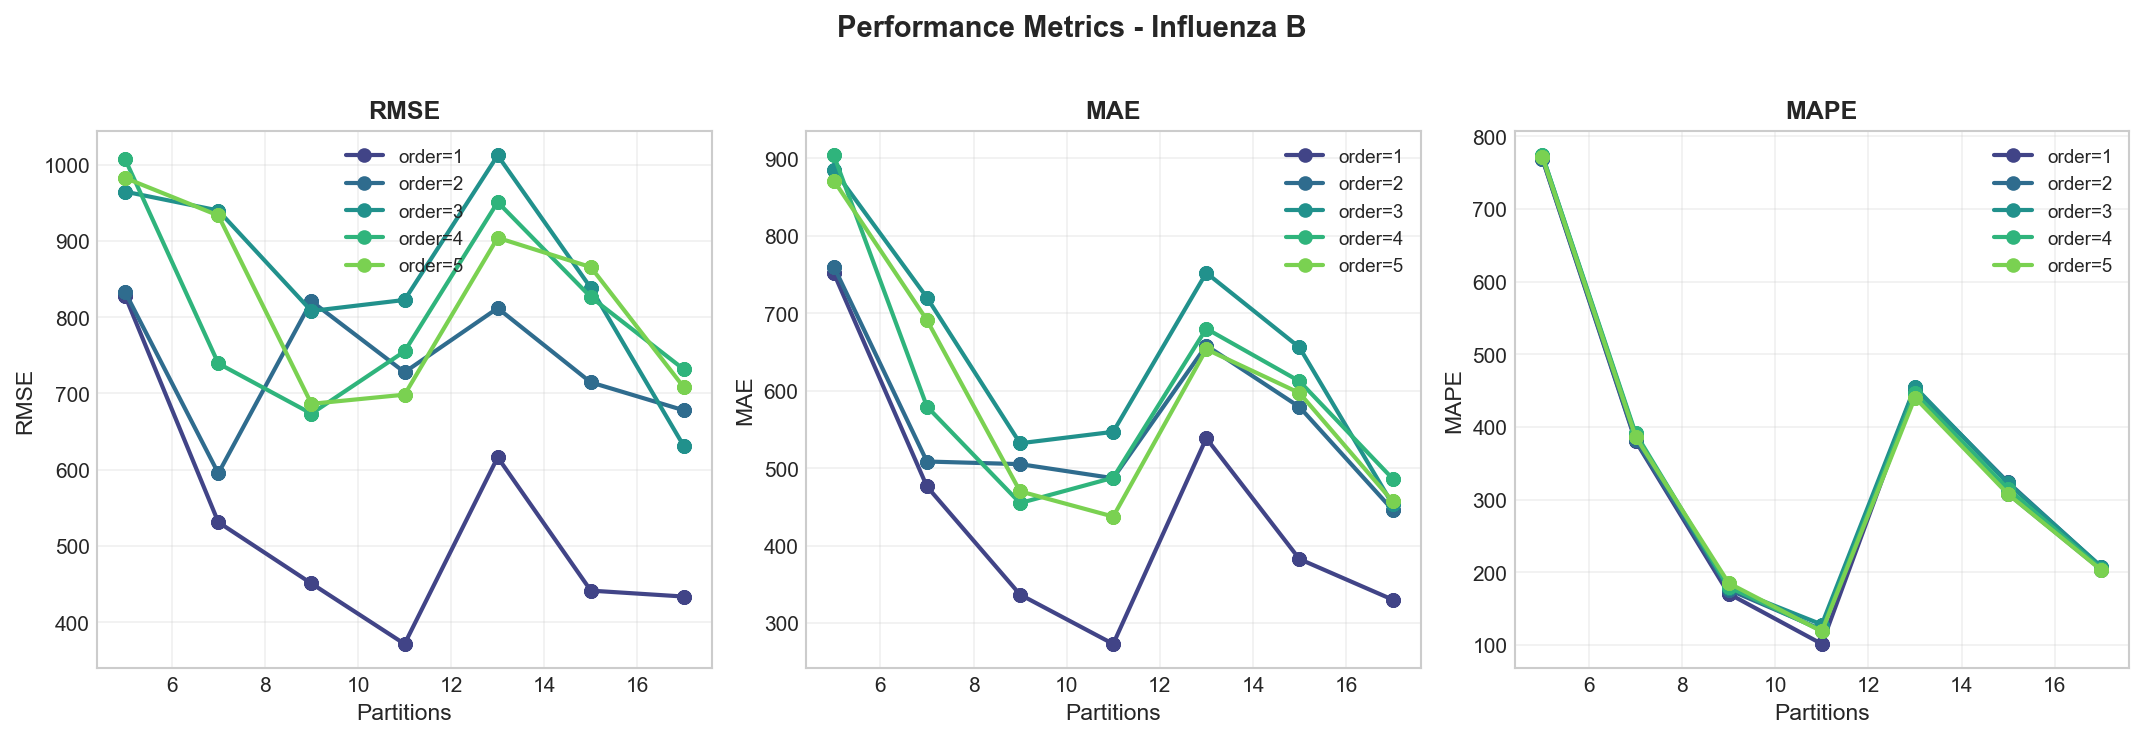 Performance Metrics - Influenza B
RMSE
RMSE
1000
900
800
700
600
500
400
6
8
10
12
14
16
Partitions
order=1
order=2
order=3
order=4
order=5
MAE
MAE
900
800
700
600
500
400
300
6
8
10
12
14
16
Partitions
order=1
order=2
order=3
order=4
order=5
MAPE
MAPE
800
700
600
500
400
300
200
100
6
8
10
12
14
16
Partitions
order=1
order=2
order=3
order=4
order=5